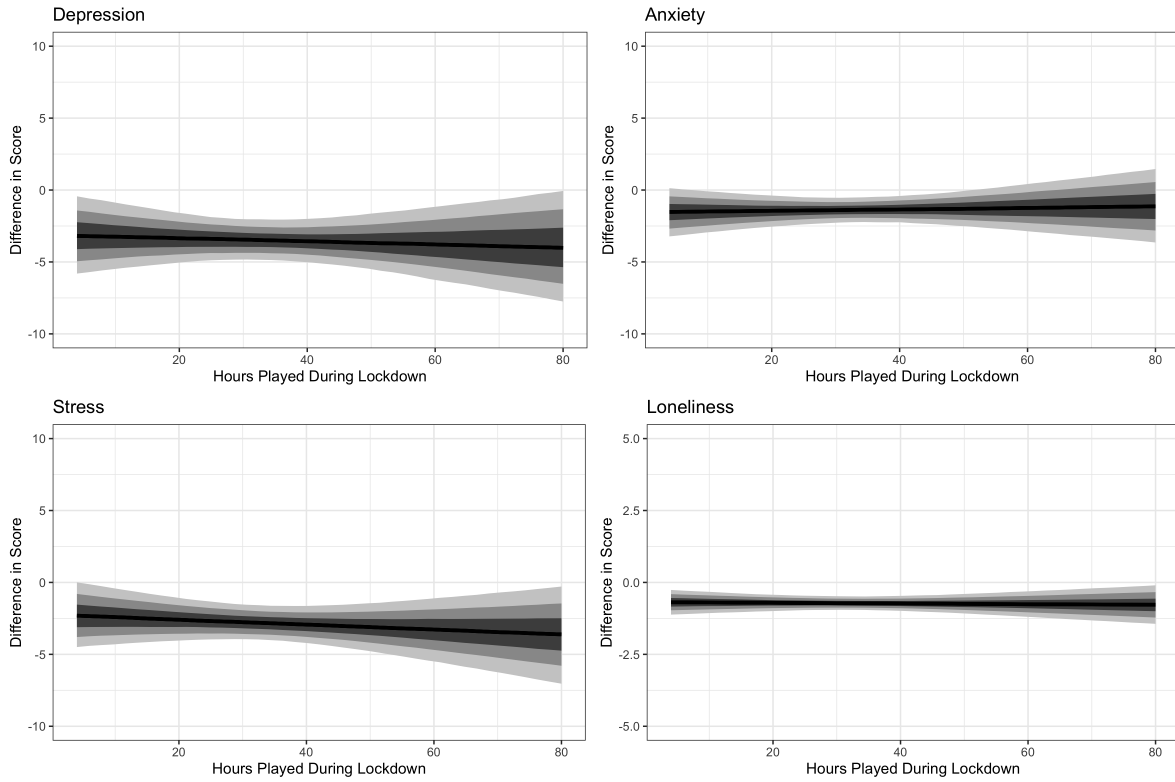 Depression
10
5
0
-5
-10
Difference in Score
20 40 60 80
Hours Played During Lockdown
Anxiety
10
5
0
-5
-10
Difference in Score
20 40 60 80
Hours Played During Lockdown
Stress
10
5
0
-5
-10
Difference in Score
20 40 60 80
Hours Played During Lockdown
Loneliness
5.0
2.5
0.0
-2.5
-5.0
Difference in Score
20 40 60 80
Hours Played During Lockdown